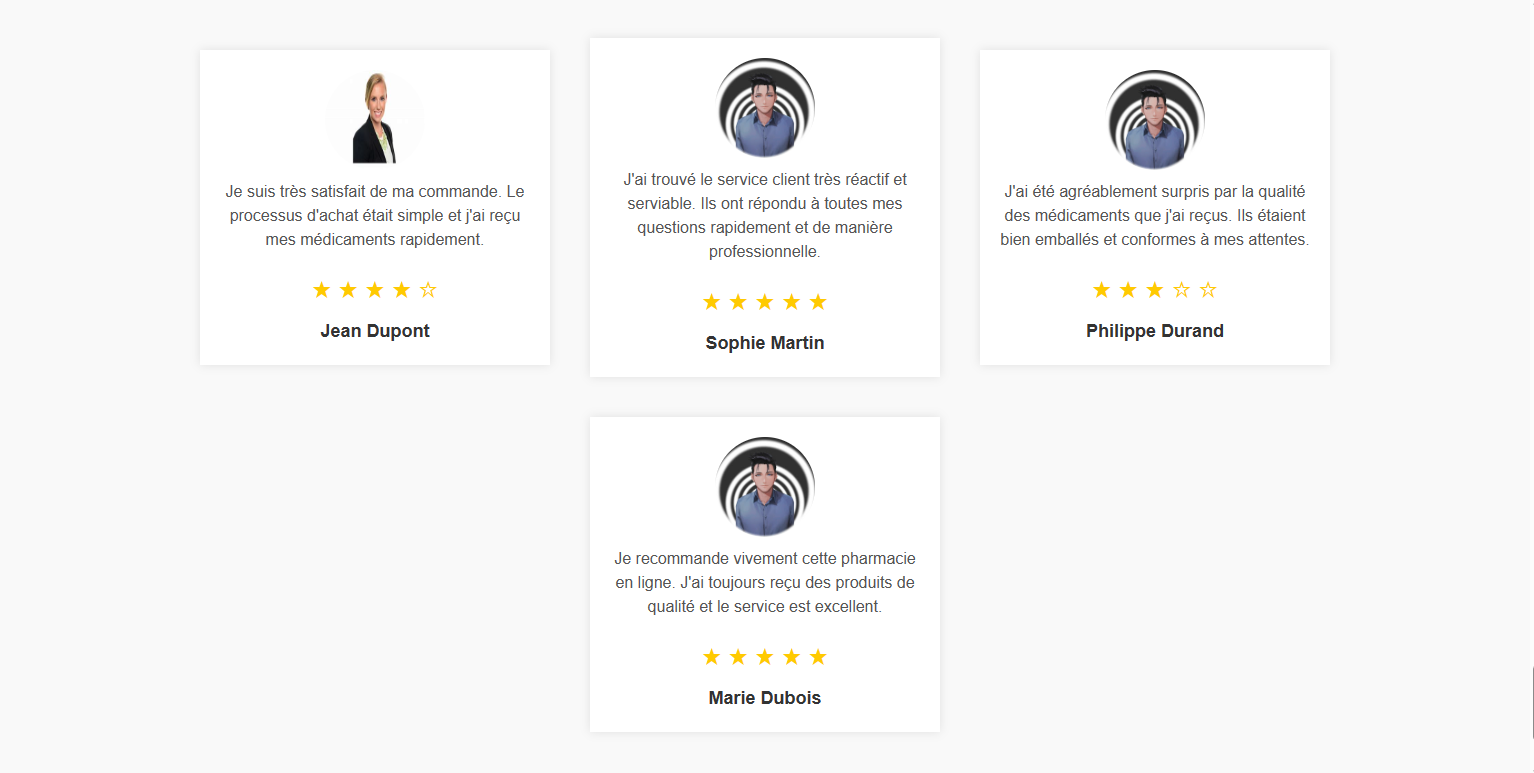 Je suis très satisfait de ma commande. Le
processus d'achat était simple et j'ai reçu
mes médicaments rapidement.
★ ★ ★ ★ ☆
Jean Dupont
J'ai trouvé le service client très réactif et
serviable. Ils ont répondu à toutes mes
questions rapidement et de manière
professionnelle.
★ ★ ★ ★ ★
Sophie Martin
J'ai été agréablement surpris par la qualité
des médicaments que j'ai reçus. Ils étaient
bien emballés et conformes à mes attentes.
★ ★ ★ ☆ ☆
Philippe Durand
Je recommande vivement cette pharmacie
en ligne. J'ai toujours reçu des produits de
qualité et le service est excellent.
★ ★ ★ ★ ★
Marie Dubois